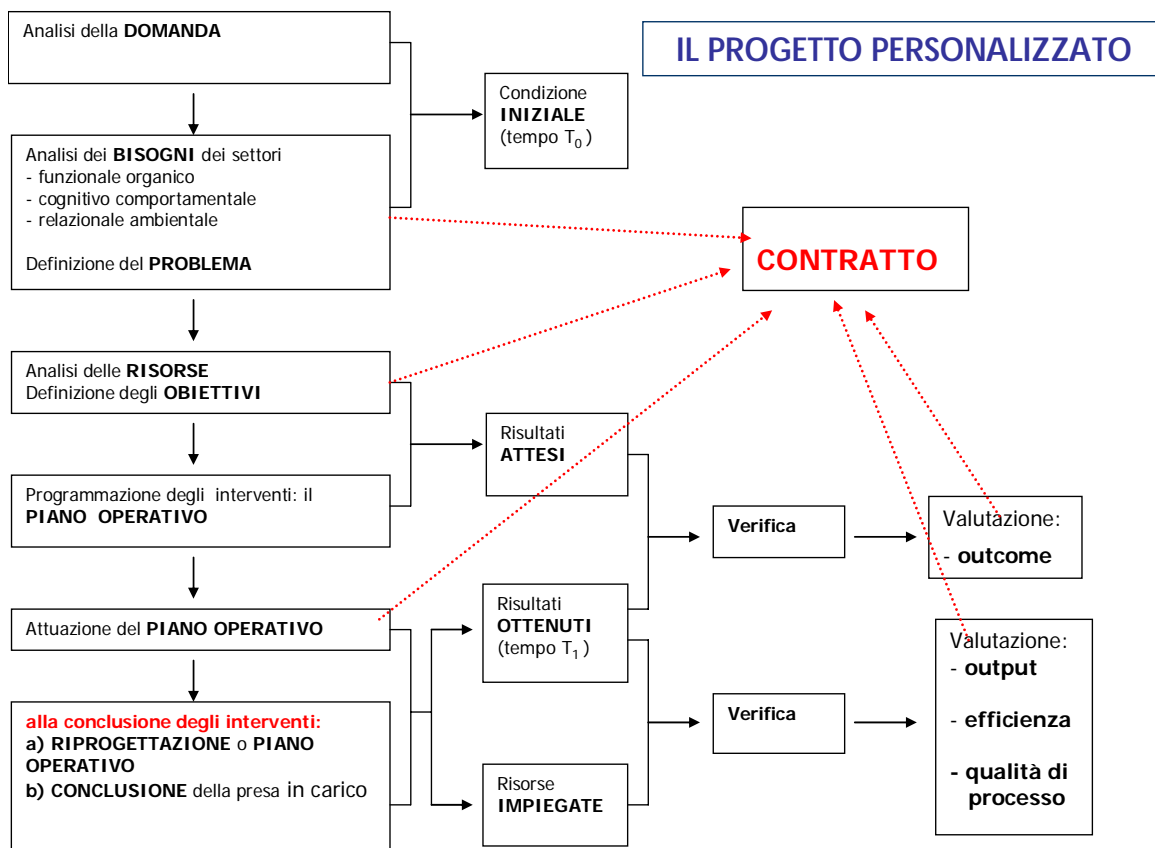 IL PROGETTO PERSONALIZZATO
Analisi della DOMANDA
Condizione
INIZIALE
(tempo T0 )
Analisi dei BISOGNI dei settori
- funzionale organico
- cognitivo comportamentale
- relazionale ambientale
Definizione del PROBLEMA
CONTRATTO
Analisi delle RISORSE
Definizione degli OBIETTIVI
Risultati
ATTESI
Programmazione degli interventi: il
PIANO OPERATIVO
Verifica
Valutazione:
- outcome
Attuazione del PIANO OPERATIVO
Risultati
OTTENUTI
(tempo T1 )
Valutazione:
- output
- efficienza
- qualità di
processo
alla conclusione degli interventi:
a) RIPROGETTAZIONE o PIANO
OPERATIVO
b) CONCLUSIONE della presa in carico
Verifica
Risorse
IMPIEGATE